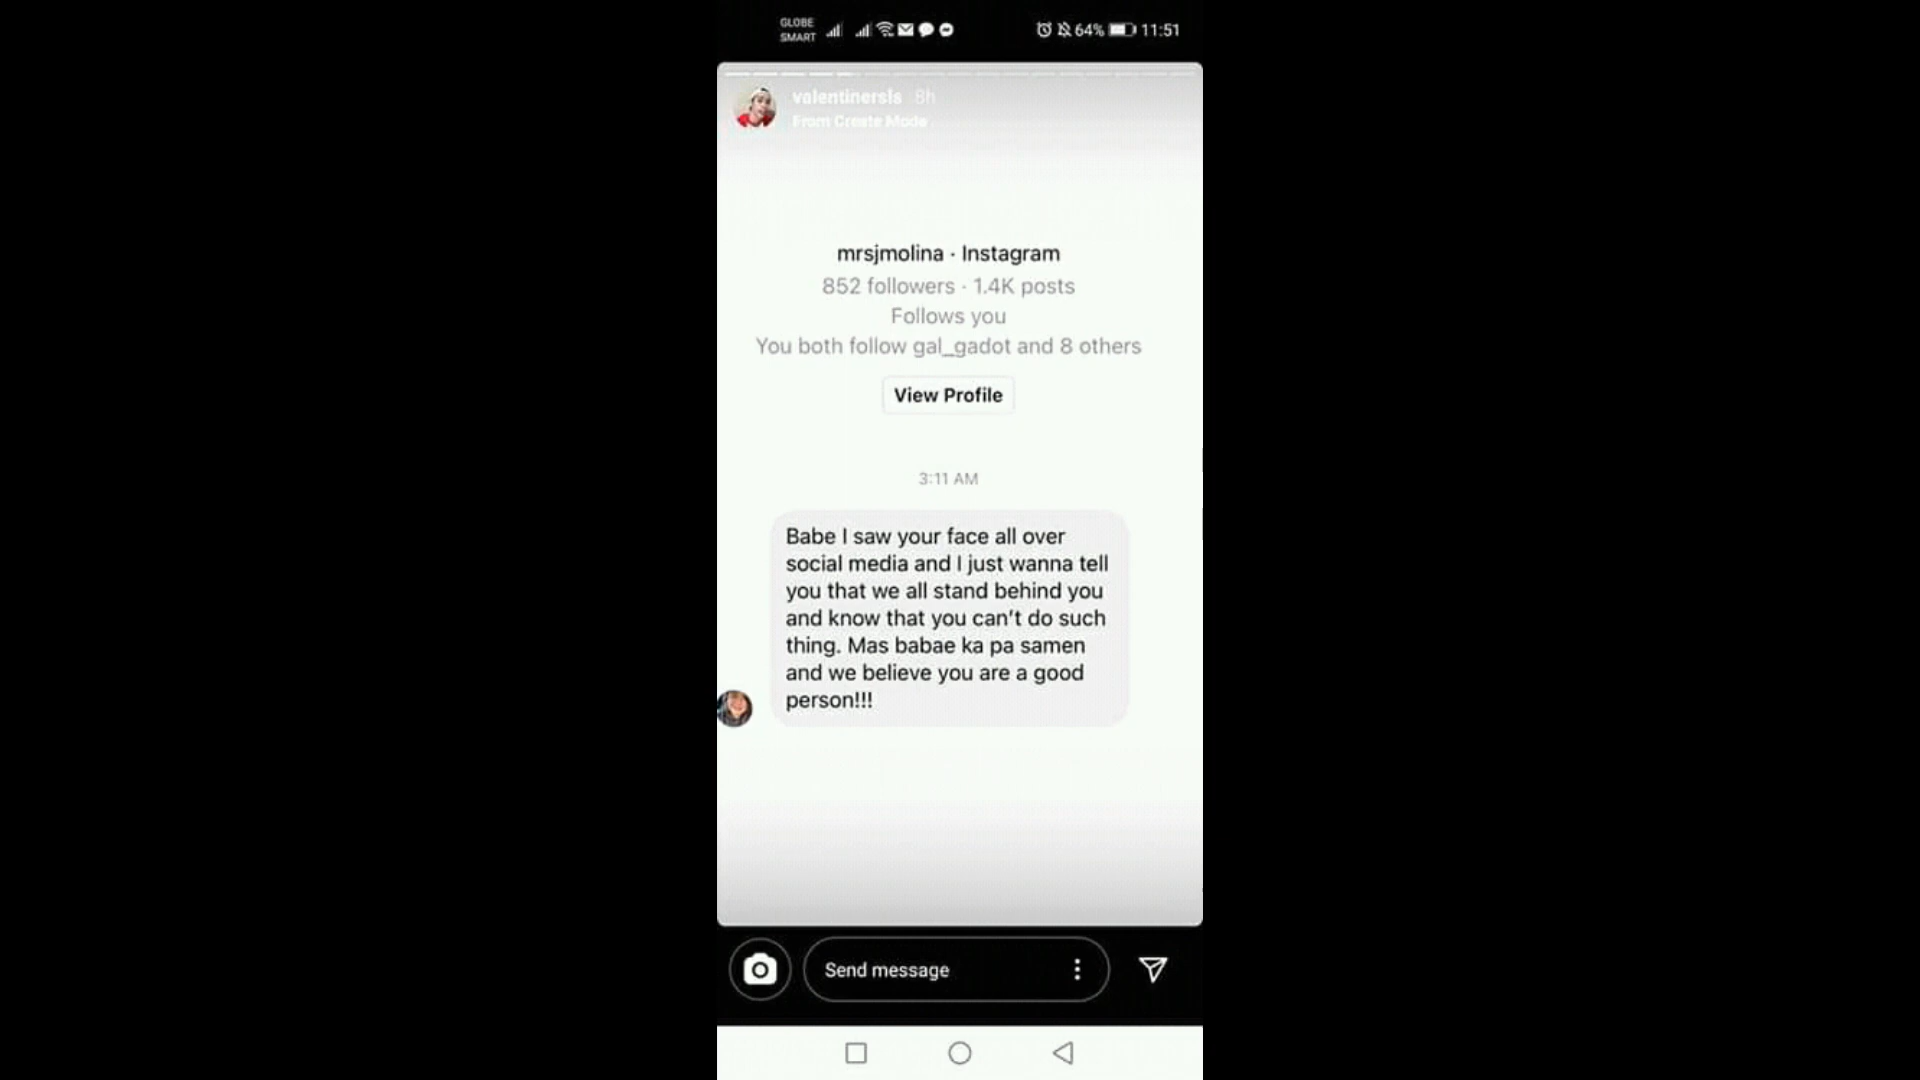 GLOBE
SMART
64% 11:51
valentinersls 8h
From Create Mode
mrsjmolina · Instagram
852 followers · 1.4K posts
Follows you
You both follow gal_gadot and 8 others
View Profile
3:11 AM
Babe I saw your face all over
social media and I just wanna tell
you that we all stand behind you
and know that you can't do such
thing. Mas babae ka pa samen
and we believe you are a good
person!!!
Send message